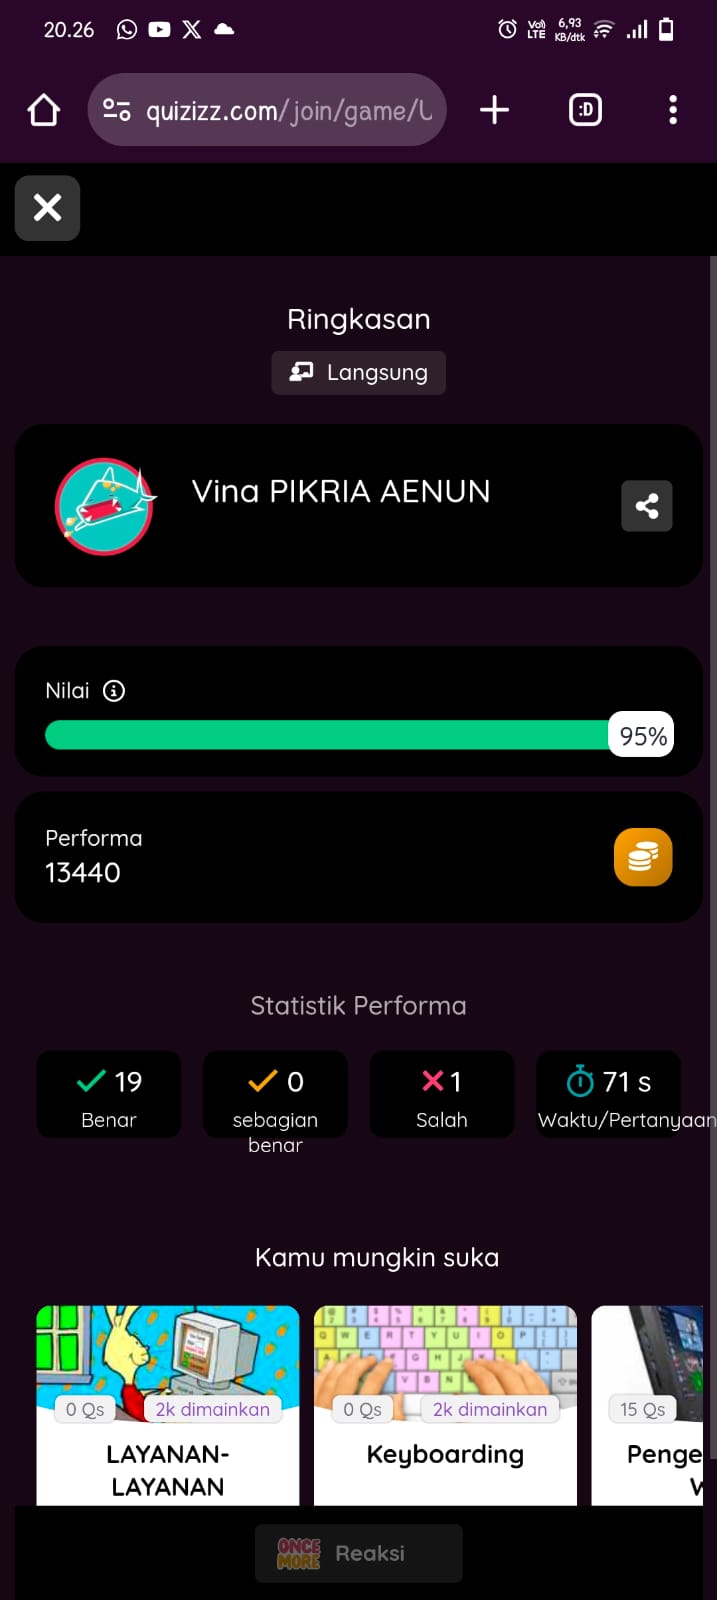 20.26
Vo)
LTE
6,93
KB/dtk
quizizz.com/join/game/U
:D
Ringkasan
Langsung
Vina PIKRIA AENUN
Nilai
95%
Performa
13440
Statistik Performa
19
Benar
0
sebagian
benar
1
Salah
71 s
Waktu/Pertanyaan
Kamu mungkin suka
0 Qs
2k dimainkan
LAYANAN-
LAYANAN
0 Qs
2k dimainkan
Keyboarding
15 Qs
Penge
ONCE
MORE
Reaksi